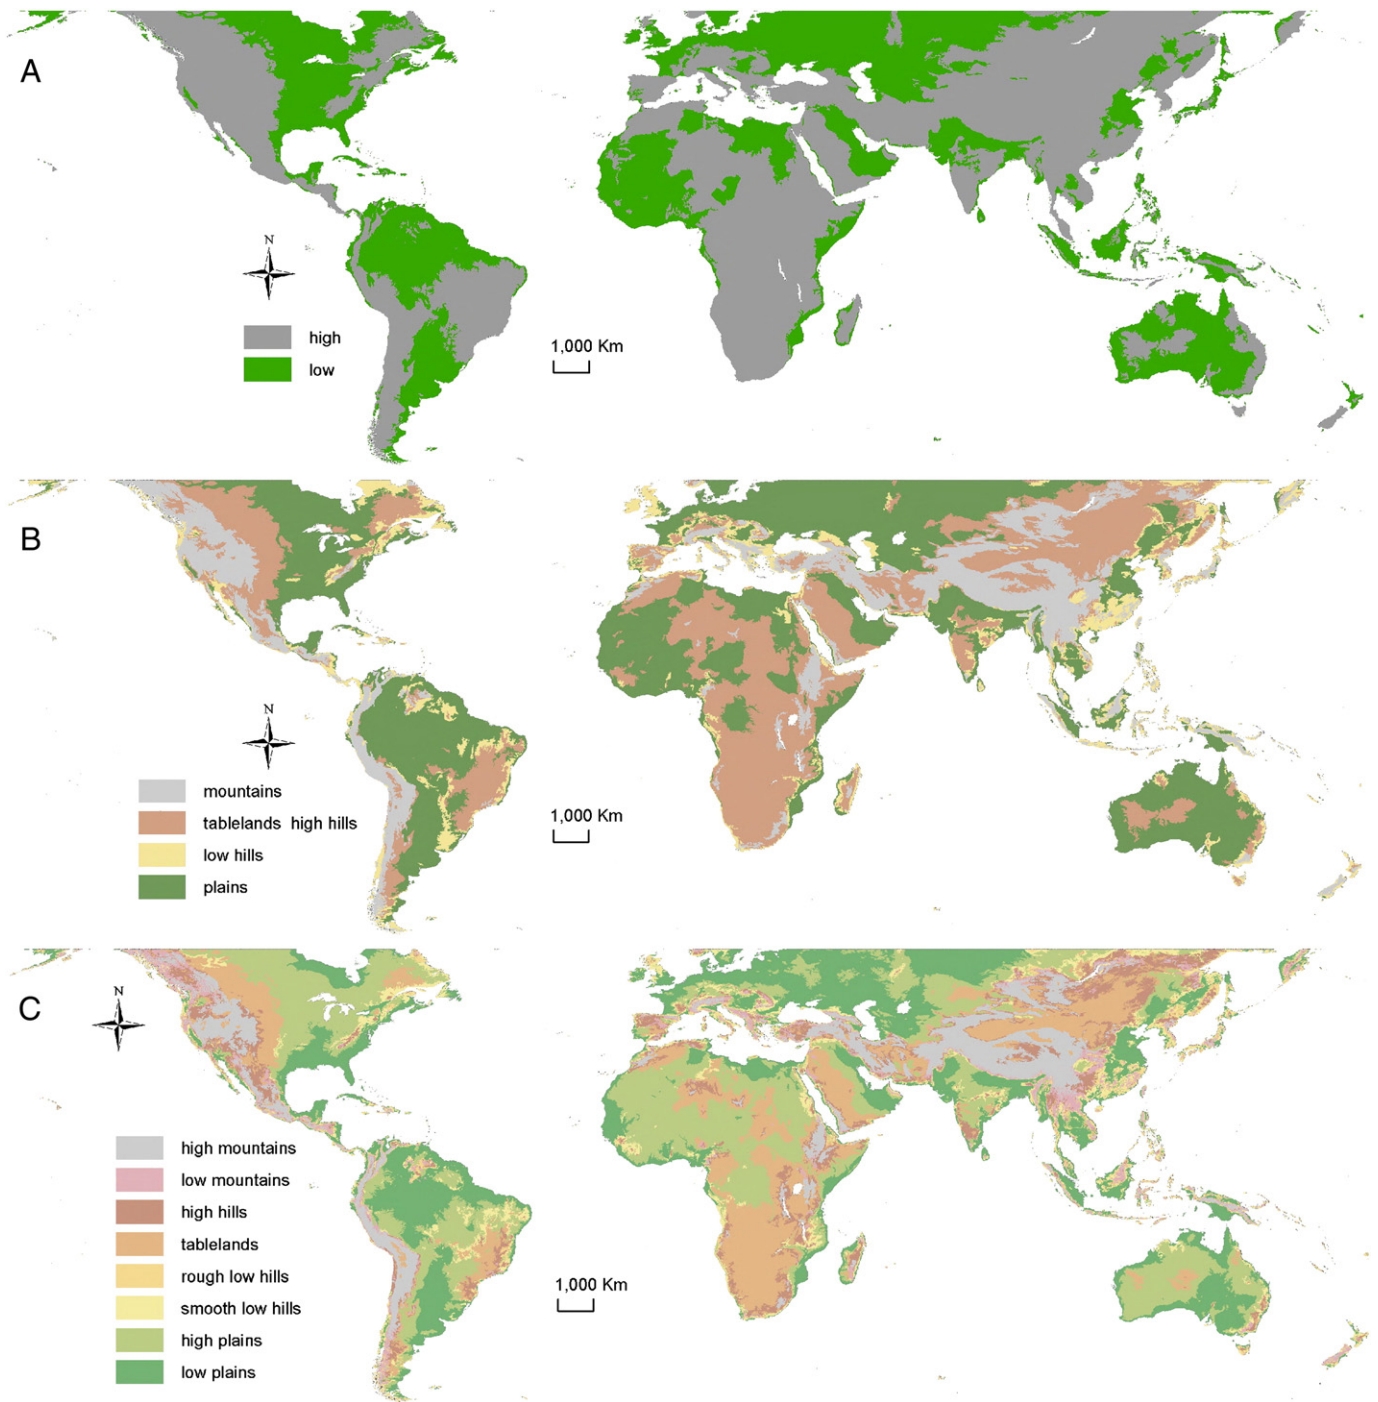 A
N
high
low
1,000 Km
B
N
mountains
tablelands high hills
low hills
plains
1,000 Km
C
N
high mountains
low mountains
high hills
tablelands
rough low hills
smooth low hills
high plains
low plains
1,000 Km